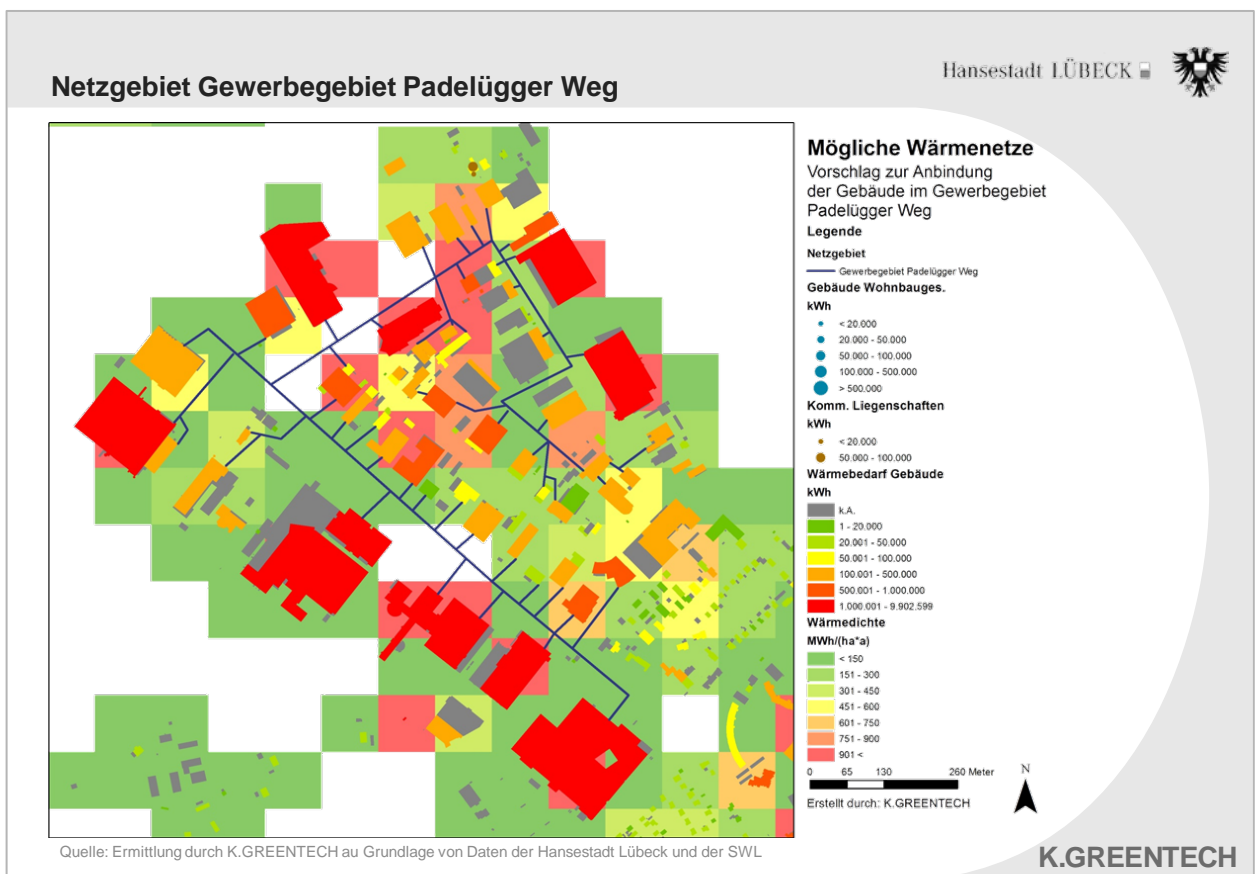 Hansestadt LÜBECK
Netzgebiet Gewerbegebiet Padelügger Weg
Mögliche Wärmenetze
Vorschlag zur Anbindung
der Gebäude im Gewerbegebiet
Padelügger Weg
Legende
Netzgebiet
Gewerbegebiet Padelügger Weg
Gebäude Wohnbauges.
kWh
< 20.000
20.000 - 50.000
50.000 - 100.000
100.000 - 500.000
> 500.000
Komm. Liegenschaften
kWh
< 20.000
50.000 - 100.000
Wärmebedarf Gebäude
kWh
k.A.
1 - 20.000
20.001 - 50.000
50.001 - 100.000
100.001 - 500.000
500.001 - 1.000.000
1.000.001 - 9.902.599
Wärmedichte
MWh/(ha*a)
< 150
151 - 300
301 - 450
451 - 600
601 - 750
751 - 900
901 <
0 65 130 260 Meter
N
Erstellt durch: K.GREENTECH
Quelle: Ermittlung durch K.GREENTECH au Grundlage von Daten der Hansestadt Lübeck und der SWL
K.GREENTECH